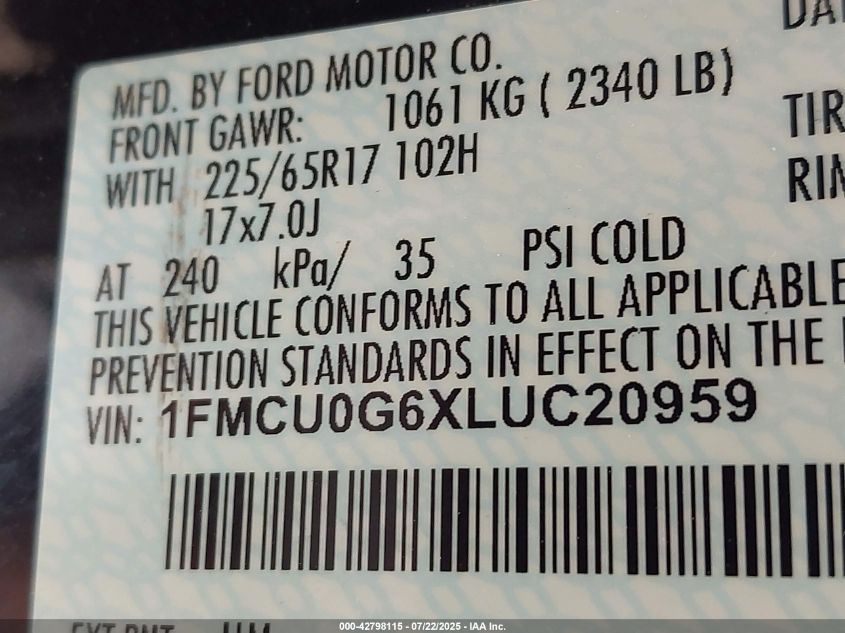 MFD. BY FORD MOTOR CO.
FRONT GAWR: 1061 KG ( 2340 LB)
WITH 225/65R17 102H
17x7.0J
AT 240 kPa/ 35 PSI COLD
THIS VEHICLE CONFORMS TO ALL APPLICABLE
PREVENTION STANDARDS IN EFFECT ON THE
VIN: 1FMCU0G6XLUC20959
000-42798115 - 07/22/2025 - IAA Inc.